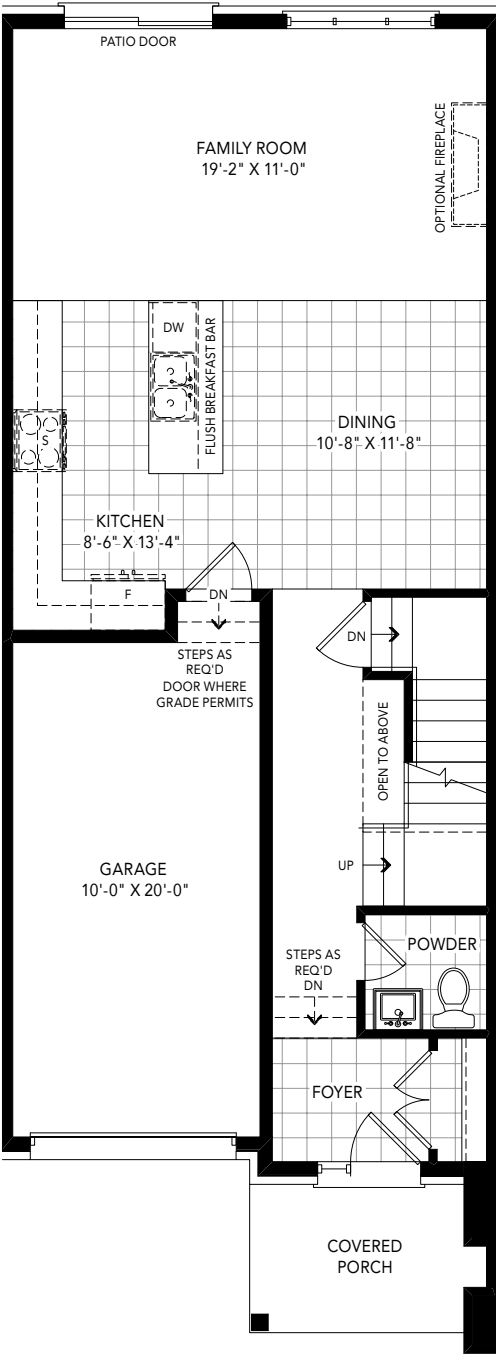 PATIO DOOR
FAMILY ROOM
19'-2" X 11'-0"
OPTIONAL FIREPLACE
DW
FLUSH BREAKFAST BAR
DINING
10'-8" X 11'-8"
S
KITCHEN
8'-6" X 13'-4"
F
DN
DN
STEPS AS
REQ'D
DOOR WHERE
GRADE PERMITS
OPEN TO ABOVE
GARAGE
10'-0" X 20'-0"
UP
POWDER
STEPS AS
REQ'D
DN
FOYER
COVERED
PORCH